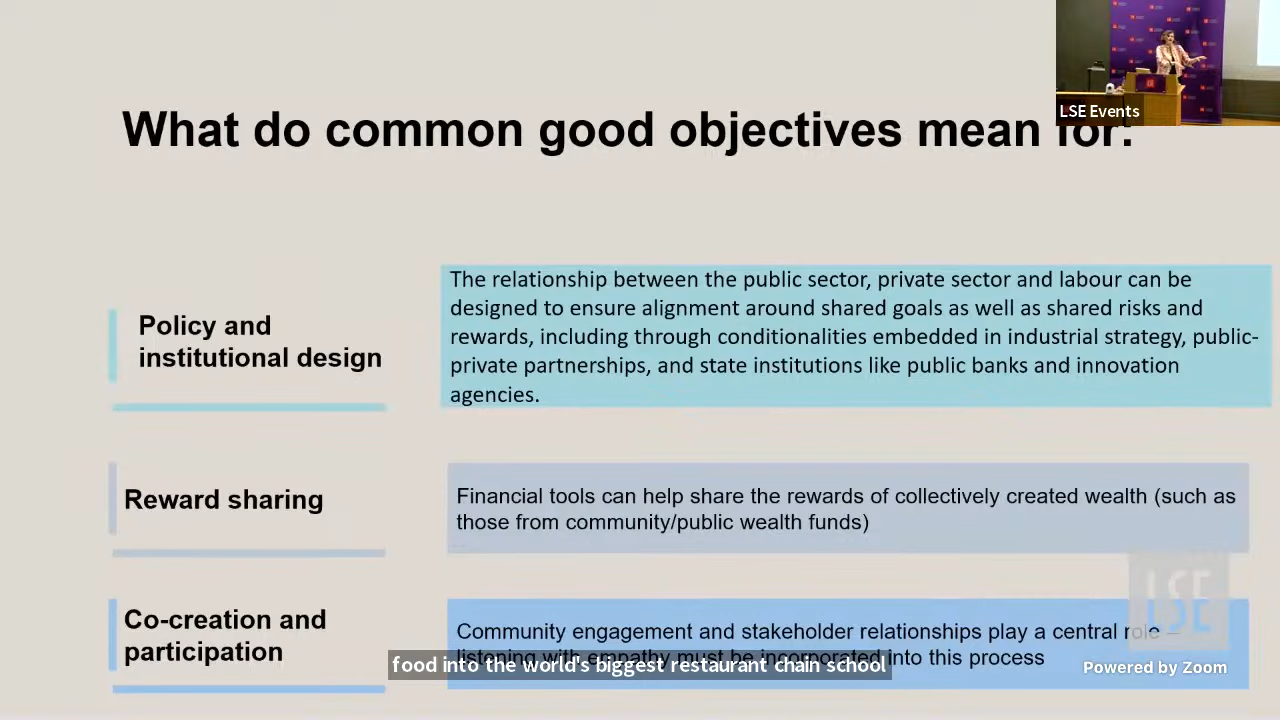 What do common good objectives mean for:
LSE Events
Policy and
institutional design
The relationship between the public sector, private sector and labour can be
designed to ensure alignment around shared goals as well as shared risks and
rewards, including through conditionalities embedded in industrial strategy, public-
private partnerships, and state institutions like public banks and innovation
agencies.
Reward sharing
Financial tools can help share the rewards of collectively created wealth (such as
those from community/public wealth funds)
LSE
Co-creation and
participation
Community engagement and stakeholder relationships play a central role –
listening with empathy must be incorporated into this process
food into the world's biggest restaurant chain school
Powered by Zoom